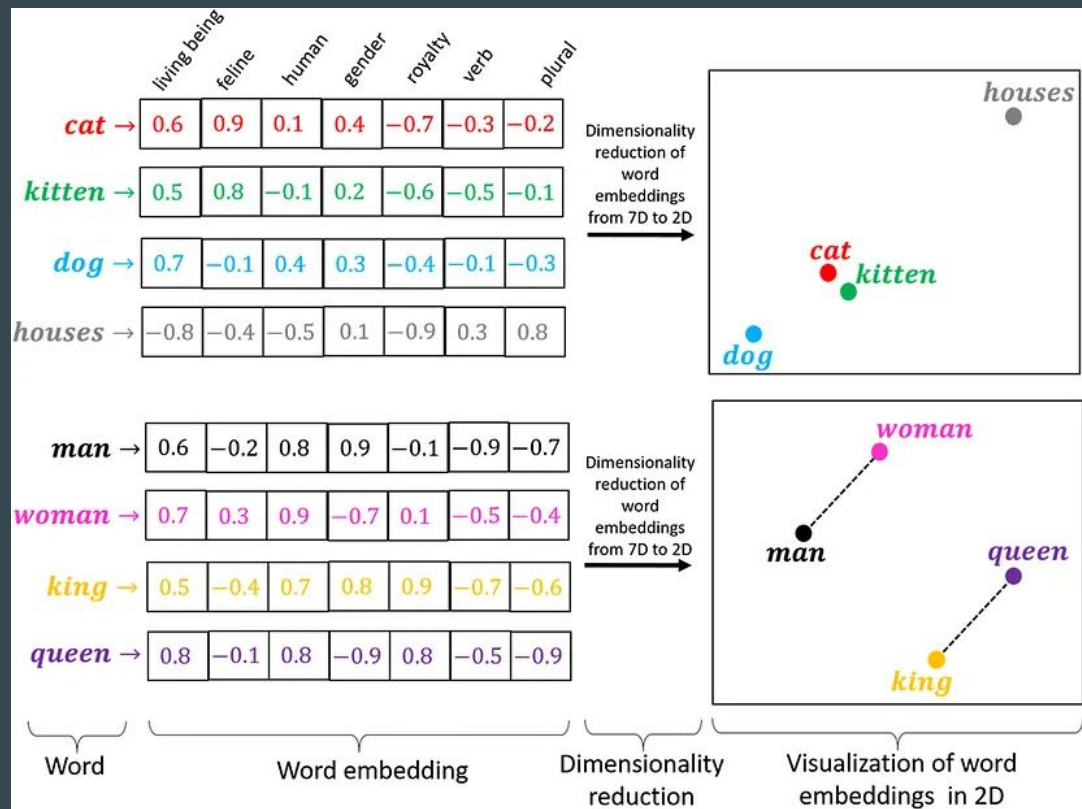 living being feline human gender royalty verb plural
cat → 0.6 0.9 0.1 0.4 −0.7 −0.3 −0.2
kitten → 0.5 0.8 −0.1 0.2 −0.6 −0.5 −0.1
dog → 0.7 −0.1 0.4 0.3 −0.4 −0.1 −0.3
houses → −0.8 −0.4 −0.5 0.1 −0.9 0.3 0.8
Dimensionality
reduction of
word
embeddings
from 7D to 2D
houses
cat
kitten
dog
man → 0.6 −0.2 0.8 0.9 −0.1 −0.9 −0.7
woman → 0.7 0.3 0.9 −0.7 0.1 −0.5 −0.4
king → 0.5 −0.4 0.7 0.8 0.9 −0.7 −0.6
queen → 0.8 −0.1 0.8 −0.9 0.8 −0.5 −0.9
Dimensionality
reduction of
word
embeddings
from 7D to 2D
woman
man
queen
king
Word
Word embedding
Dimensionality
reduction
Visualization of word
embeddings in 2D